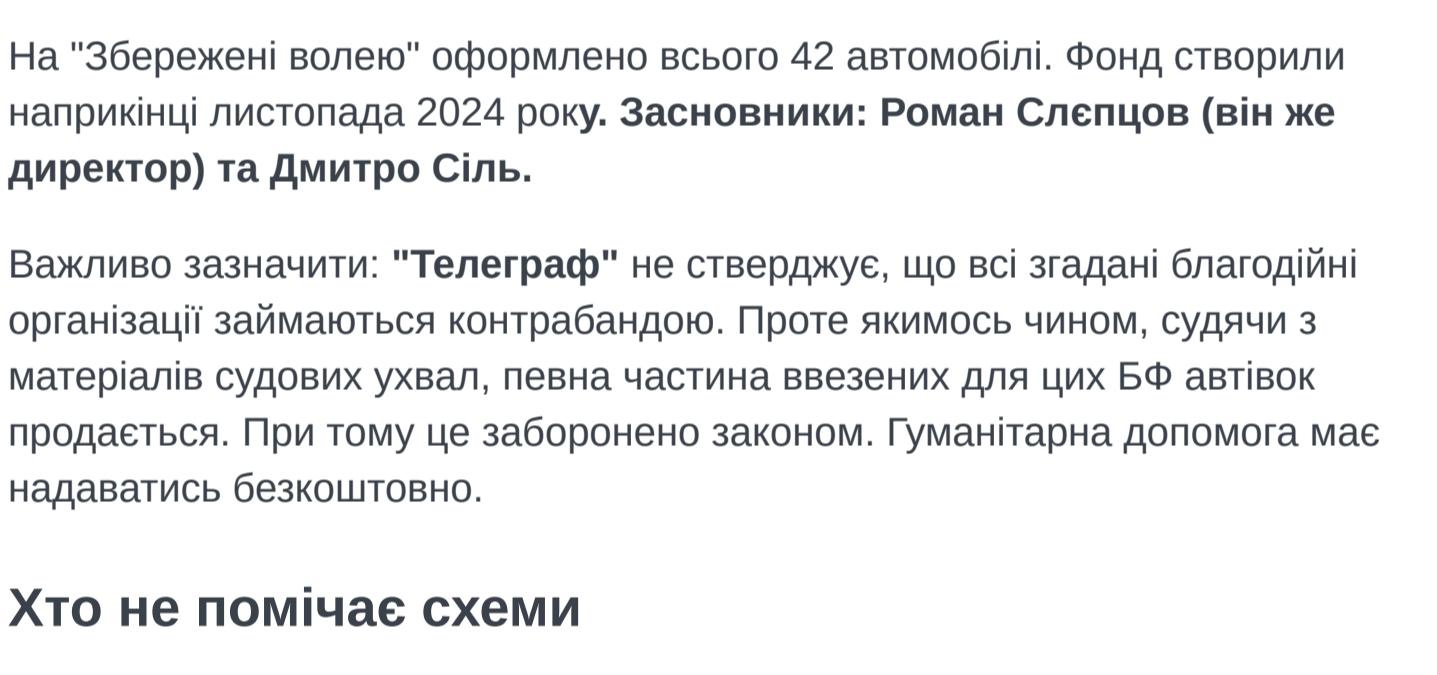 На "Збережені волею" оформлено всього 42 автомобілі. Фонд створили
наприкінці листопада 2024 року. Засновники: Роман Слєпцов (він же
директор) та Дмитро Сіль.
Важливо зазначити: "Телеграф" не стверджує, що всі згадані благодійні
організації займаються контрабандою. Проте якимось чином, судячи з
матеріалів судових ухвал, певна частина ввезених для цих БФ автівок
продається. При тому це заборонено законом. Гуманітарна допомога має
надаватись безкоштовно.
Хто не помічає схеми